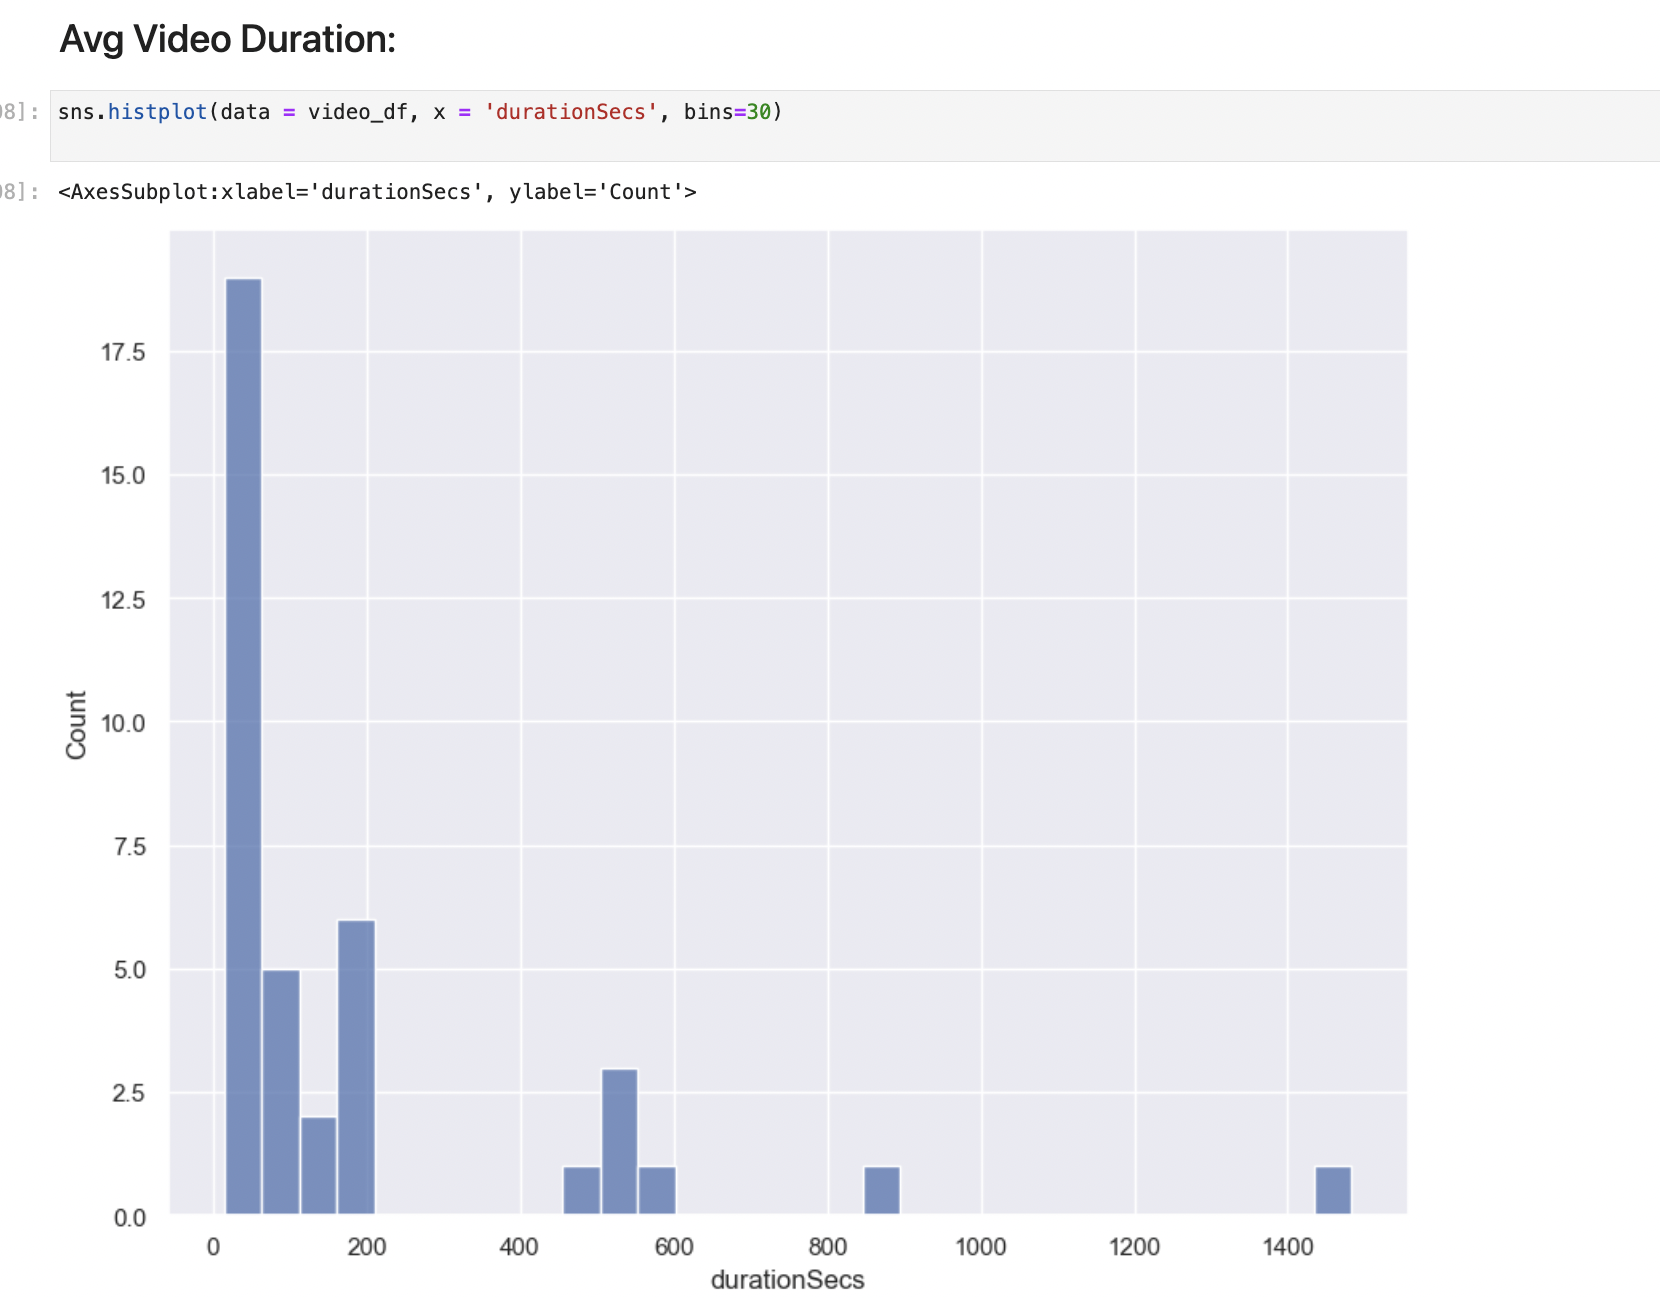 Avg Video Duration:
8]: sns.histplot(data = video_df, x = 'durationSecs', bins=30)
8]: <AxesSubplot:xlabel='durationSecs', ylabel='Count'>
17.5
15.0
12.5
10.0
7.5
5.0
2.5
0.0
Count
0 200 400 600 800 1000 1200 1400
durationSecs